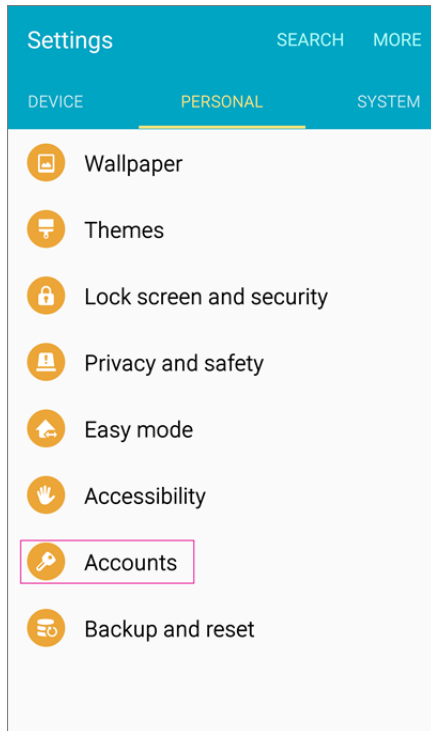 Settings SEARCH MORE
DEVICE PERSONAL SYSTEM
Wallpaper
Themes
Lock screen and security
Privacy and safety
Easy mode
Accessibility
Accounts
Backup and reset